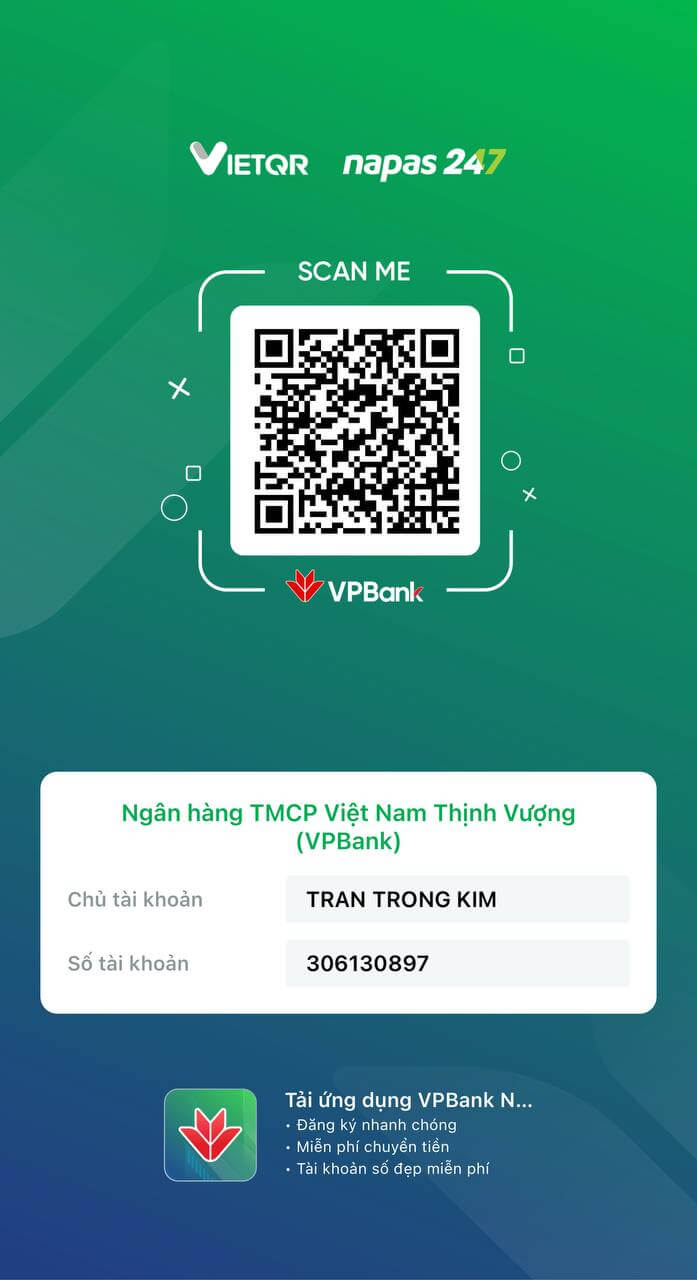 VIETQR napas 247
SCAN ME
VPBank
Ngân hàng TMCP Việt Nam Thịnh Vượng
(VPBank)
Chủ tài khoản TRAN TRONG KIM
Số tài khoản 306130897
Tải ứng dụng VPBank N...
• Đăng ký nhanh chóng
• Miễn phí chuyển tiền
• Tài khoản số đẹp miễn phí